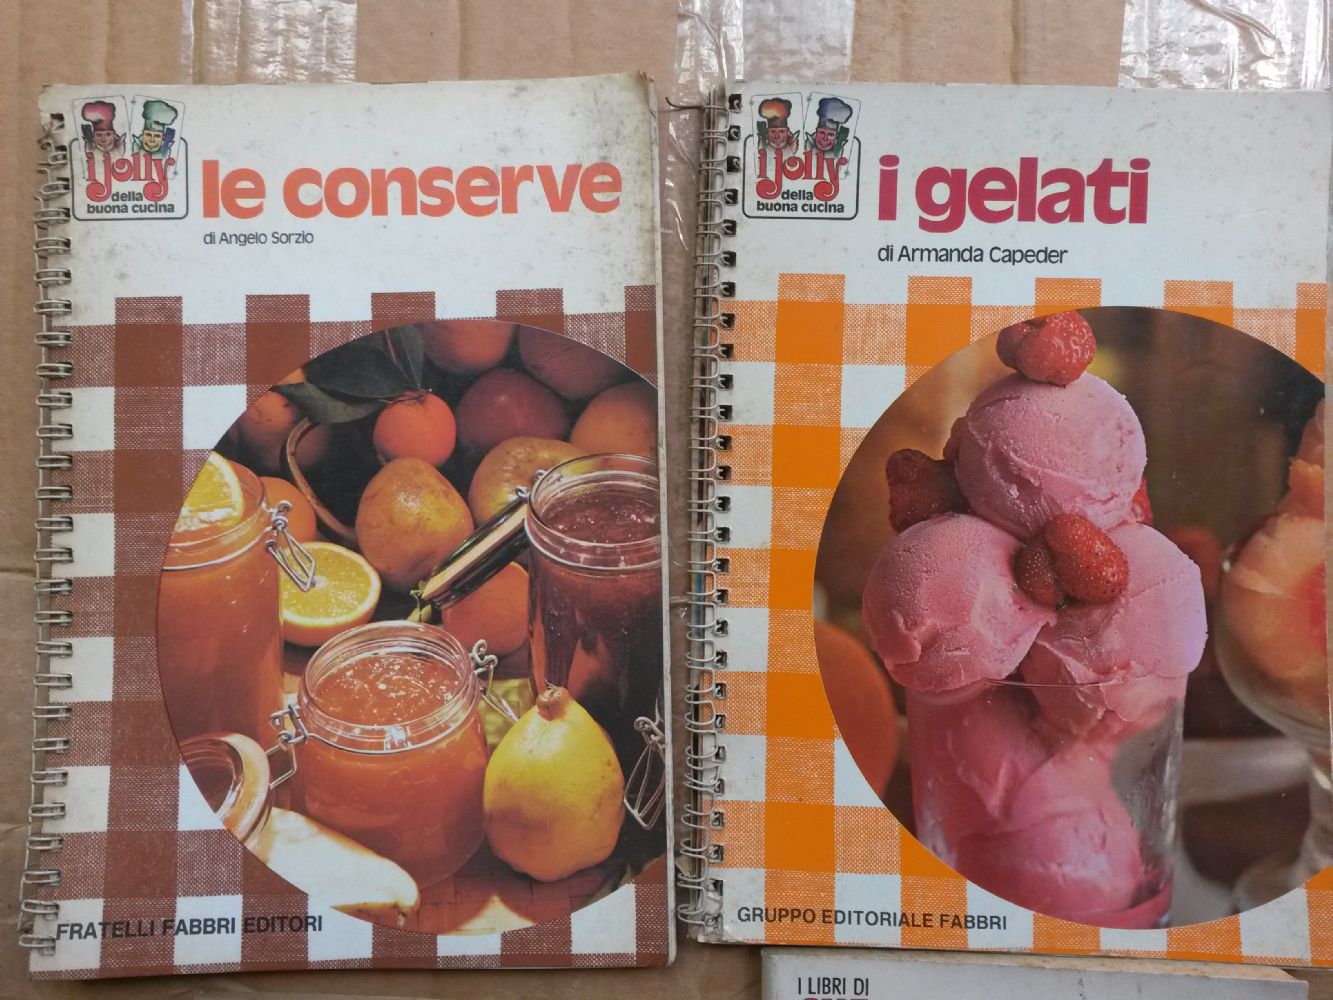 i Jolly
della
buona cucina
le conserve
di Angelo Sorzio
FRATELLI FABBRI EDITORI
i Jolly
della
buona cucina
i gelati
di Armanda Capeder
GRUPPO EDITORIALE FABBRI
I LIBRI DI